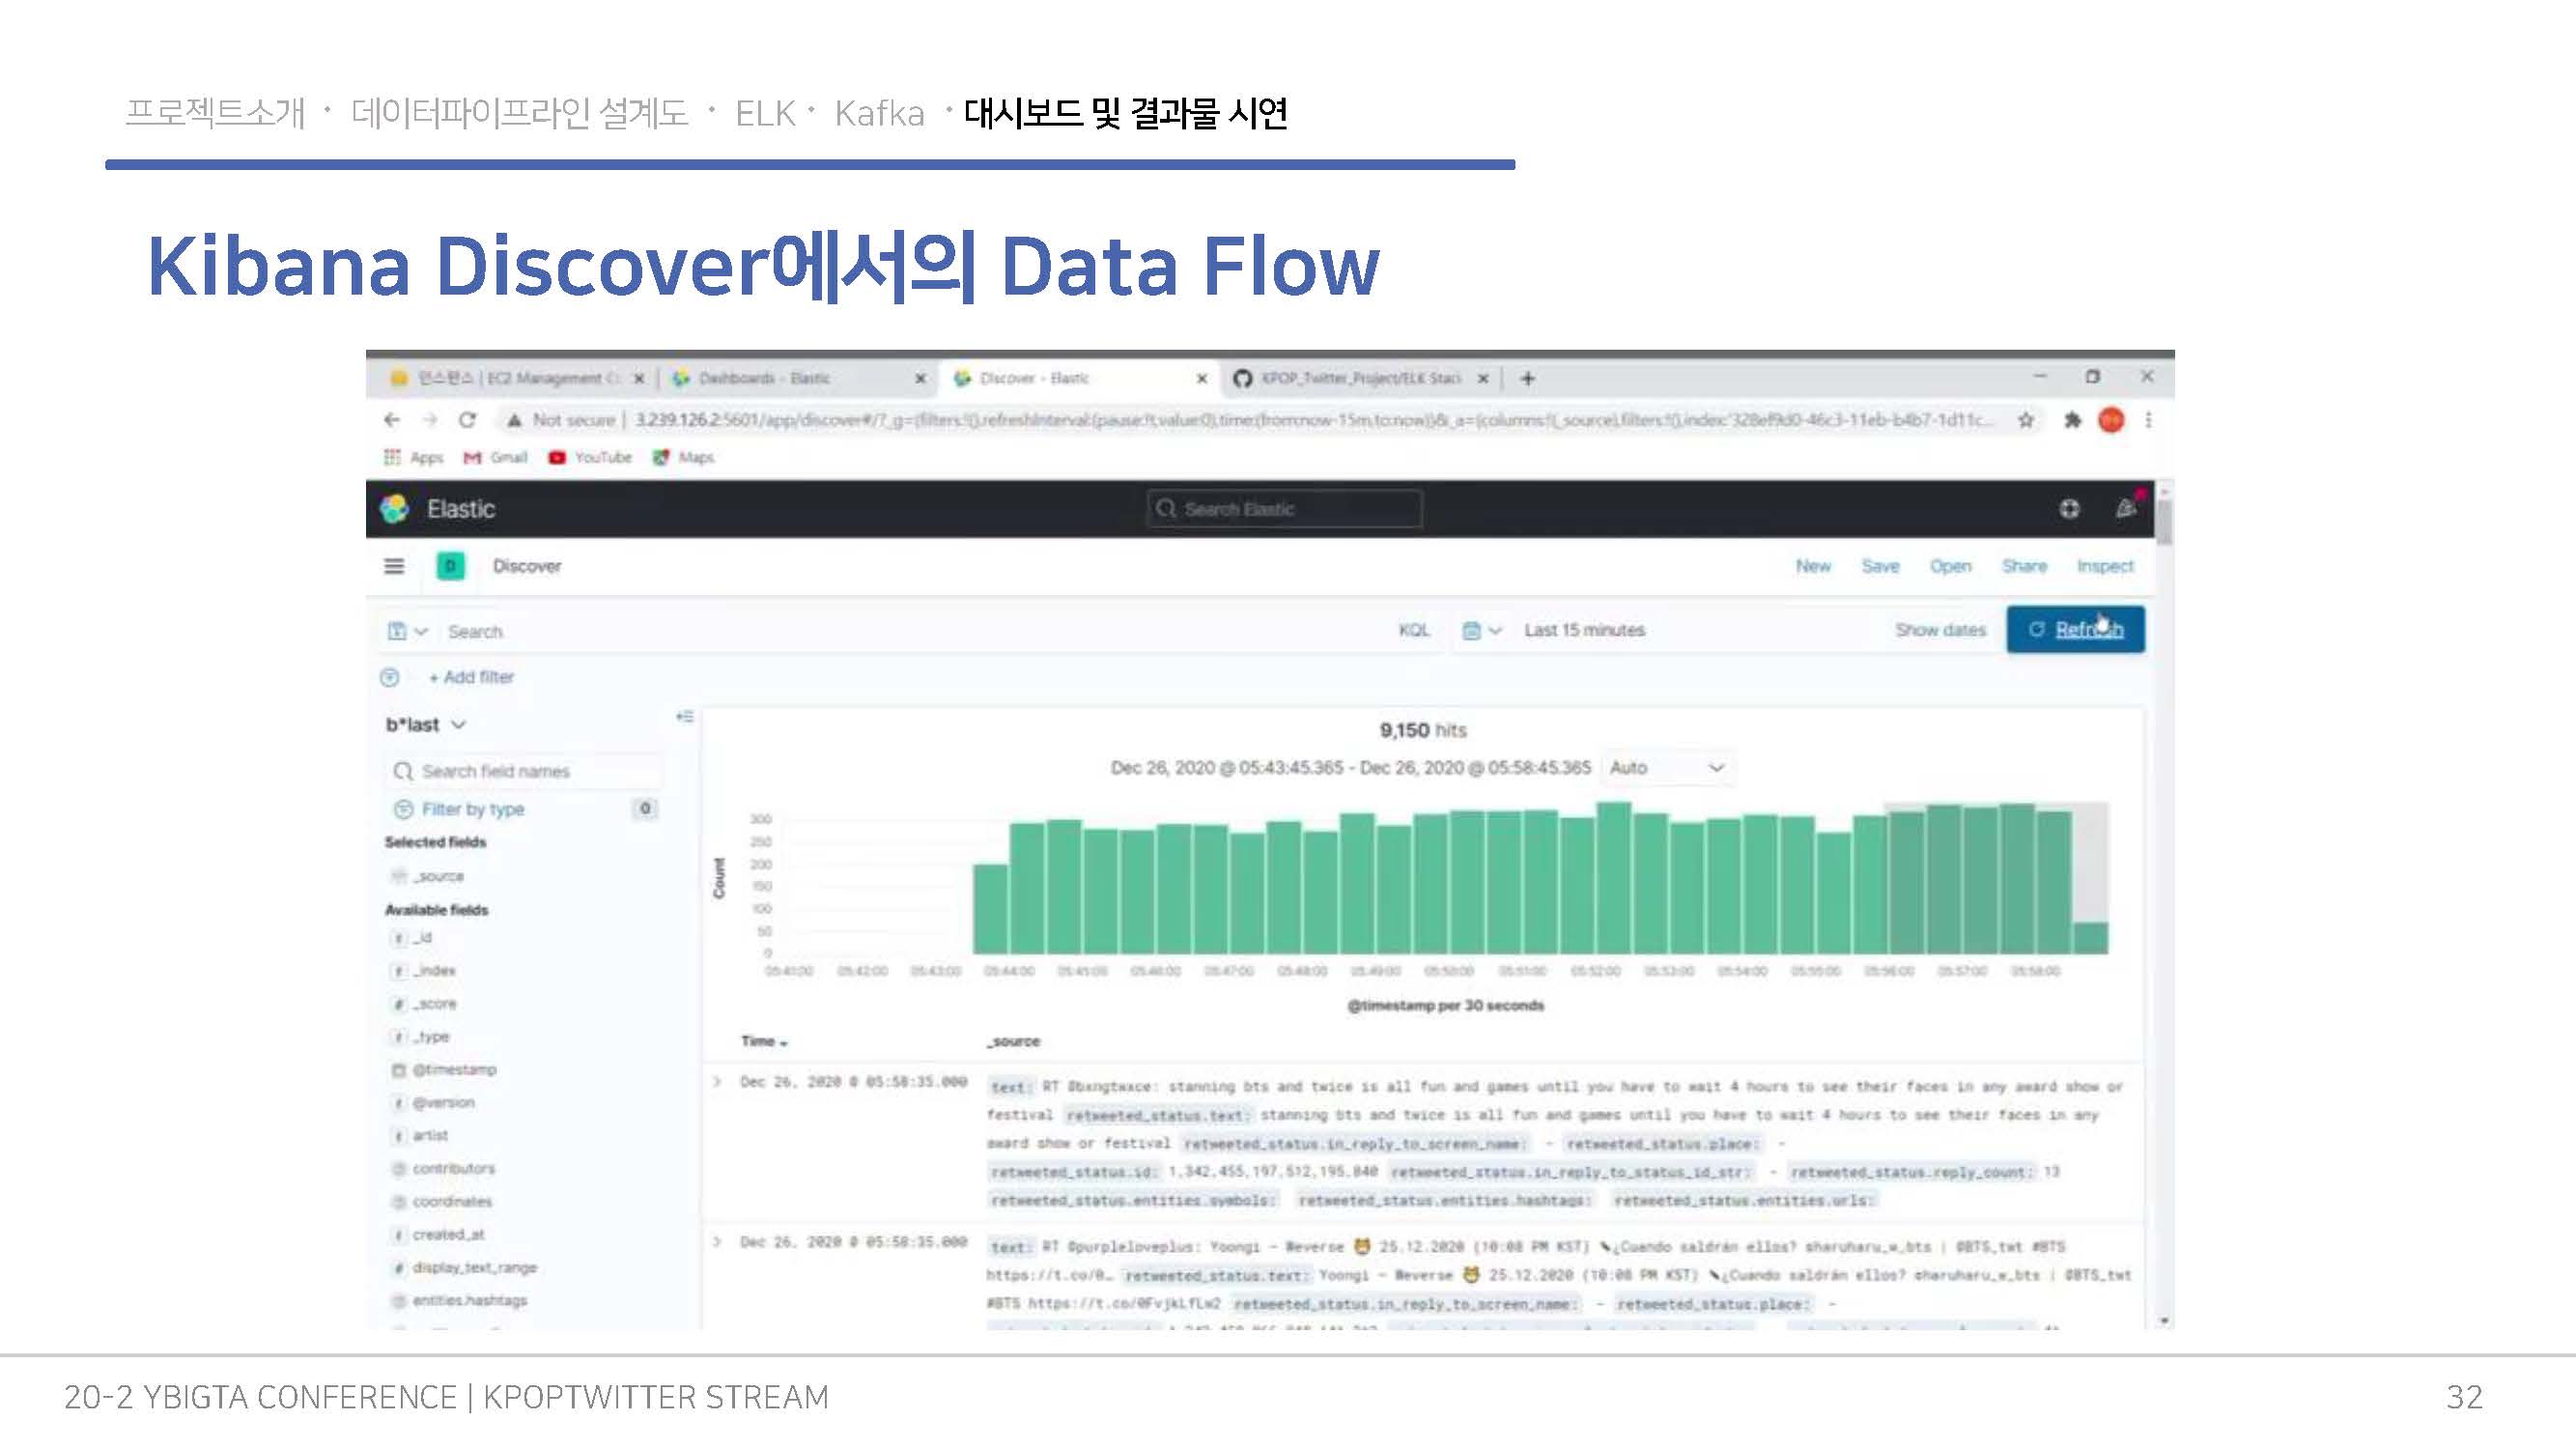 프로젝트소개 · 데이터파이프라인 설계도 · ELK · Kafka · 대시보드 및 결과물 시연
Kibana Discover에서의 Data Flow
인스턴스 | EC2 Management C
Dashboards - Elastic
Discover - Elastic
KPOP_Twitter_Project/ELK Stac
Not secure | 3.239.126.2:5601/app/discover#/?_g=(filters:!(),refreshInterval:(pause:!t,value:0),time:(from:now-15m,to:now))&_a=(columns:!(_source),filters:!(),index:'328ef9d0-46c3-11eb-b4b7-1d11c...
Apps Gmail YouTube Maps
Elastic
Search Elastic
D Discover
New Save Open Share Inspect
Search
KQL
Last 15 minutes
Show dates
Refresh
+ Add filter
b*last
9,150 hits
Search field names
Dec 26, 2020 @ 05:43:45.365 - Dec 26, 2020 @ 05:58:45.365
Auto
Filter by type 0
Selected fields
_source
Available fields
_id
_index
_score
_type
@timestamp
@version
artist
contributors
coordinates
created_at
display_text_range
entities.hashtags
Count
300
250
200
150
100
50
0
05:41:00 05:42:00 05:43:00 05:44:00 05:45:00 05:46:00 05:47:00 05:48:00 05:49:00 05:50:00 05:51:00 05:52:00 05:53:00 05:54:00 05:55:00 05:56:00 05:57:00 05:58:00
@timestamp per 30 seconds
Time
_source
Dec 26, 2020 @ 05:58:35.000
text: RT @bxngtwxce: stanning bts and twice is all fun and games until you have to wait 4 hours to see their faces in any award show or
festival retweeted_status.text: stanning bts and twice is all fun and games until you have to wait 4 hours to see their faces in any
award show or festival retweeted_status.in_reply_to_screen_name: - retweeted_status.place: -
retweeted_status.id: 1,342,455,197,512,195,840 retweeted_status.in_reply_to_status_id_str: - retweeted_status.reply_count: 13
retweeted_status.entities.symbols: retweeted_status.entities.hashtags: retweeted_status.entities.urls:
Dec 26, 2020 @ 05:58:35.000
text: RT @purpleloveplus: Yoongi - Weverse 🐯 25.12.2020 (10:08 PM KST) ✎¿Cuando saldrán ellos? ©haruharu_w_bts | @BTS_twt #BTS
https://t.co/0… retweeted_status.text: Yoongi - Weverse 🐯 25.12.2020 (10:08 PM KST) ✎¿Cuando saldrán ellos? ©haruharu_w_bts | @BTS_twt
#BTS https://t.co/0FvjkLfLw2 retweeted_status.in_reply_to_screen_name: - retweeted_status.place: -
20-2 YBIGTA CONFERENCE | KPOPTWITTER STREAM
32